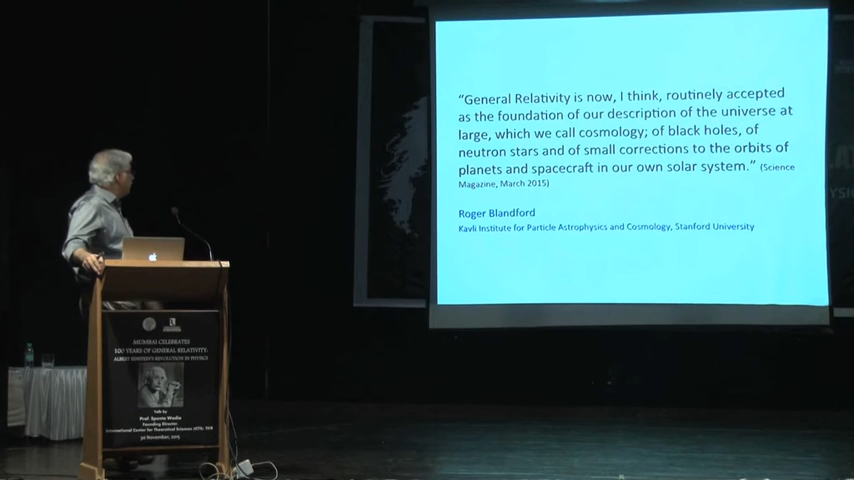 “General Relativity is now, I think, routinely accepted
as the foundation of our description of the universe at
large, which we call cosmology; of black holes, of
neutron stars and of small corrections to the orbits of
planets and spacecraft in our own solar system.” (Science
Magazine, March 2015)
Roger Blandford
Kavli Institute for Particle Astrophysics and Cosmology, Stanford University
MUMBAI CELEBRATES
100 YEARS OF GENERAL RELATIVITY:
ALBERT EINSTEIN'S REVOLUTION IN PHYSICS
Talk by
Prof. Spenta Wadia
Founding Director
International Center for Theoretical Sciences (ICTS), TIFR
30 November, 2015